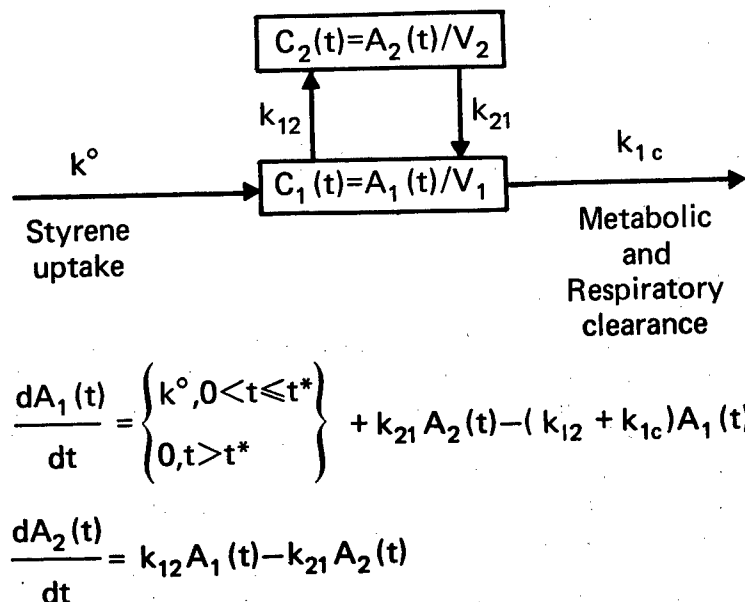 C₂(t)=A₂(t)/V₂
k₁₂
k₂₁
k°
k₁c
C₁(t)=A₁(t)/V₁
Styrene
uptake
Metabolic
and
Respiratory
clearance
dA₁(t)/dt = {k°,0<t⩽t* ; 0,t>t*} + k₂₁A₂(t)–(k₁₂ + k₁c)A₁(t)
dA₂(t)/dt = k₁₂A₁(t)–k₂₁A₂(t)